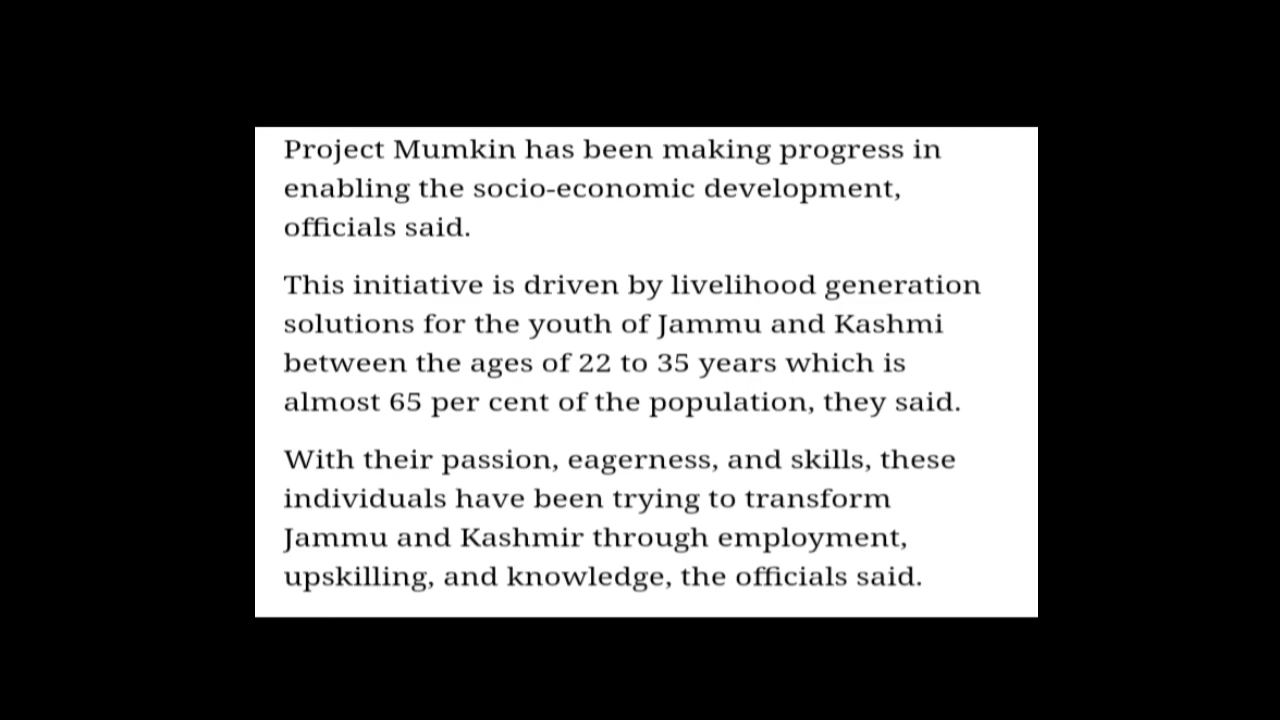 Project Mumkin has been making progress in
enabling the socio-economic development,
officials said.
This initiative is driven by livelihood generation
solutions for the youth of Jammu and Kashmi
between the ages of 22 to 35 years which is
almost 65 per cent of the population, they said.
With their passion, eagerness, and skills, these
individuals have been trying to transform
Jammu and Kashmir through employment,
upskilling, and knowledge, the officials said.